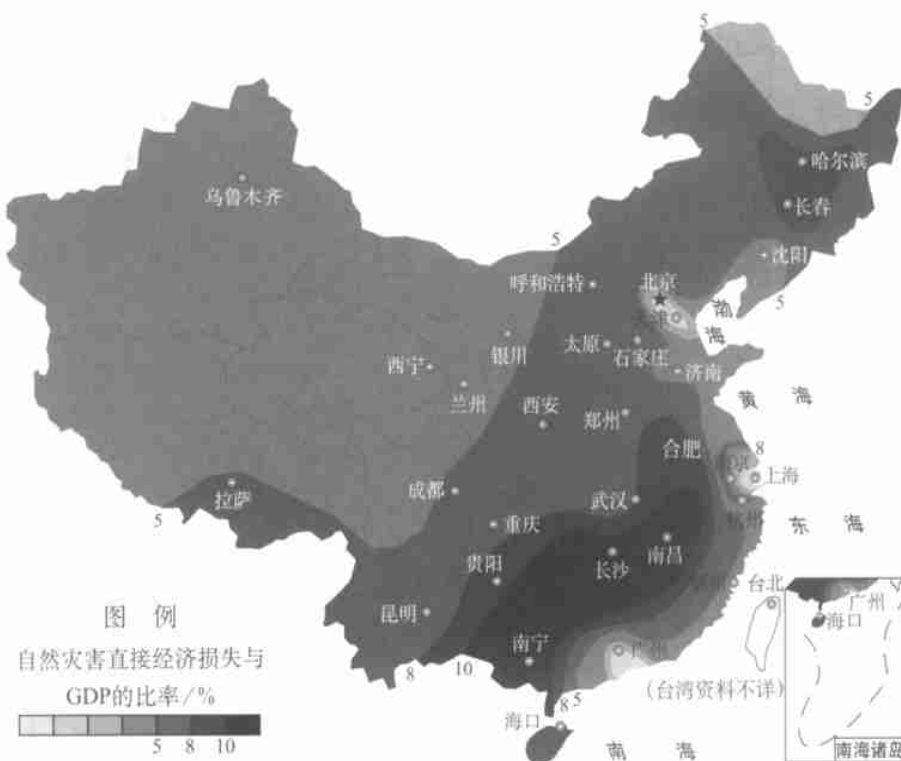 5
5
哈尔滨
乌鲁木齐
长春
沈阳
5
呼和浩特
北京
5
渤
海
银川
太原
石家庄
西宁
济南
兰州
黄 海
西安
郑州
合肥
8
上海
成都
拉萨
5
武汉
杭州
重庆
东 海
南昌
贵阳
长沙
台北
图 例
昆明
广州
海口
自然灾害直接经济损失与
南宁
广州
GDP的比率/%
8
10
(台湾资料不详)
5
8
5 8 10
海口
南 海
南海诸岛